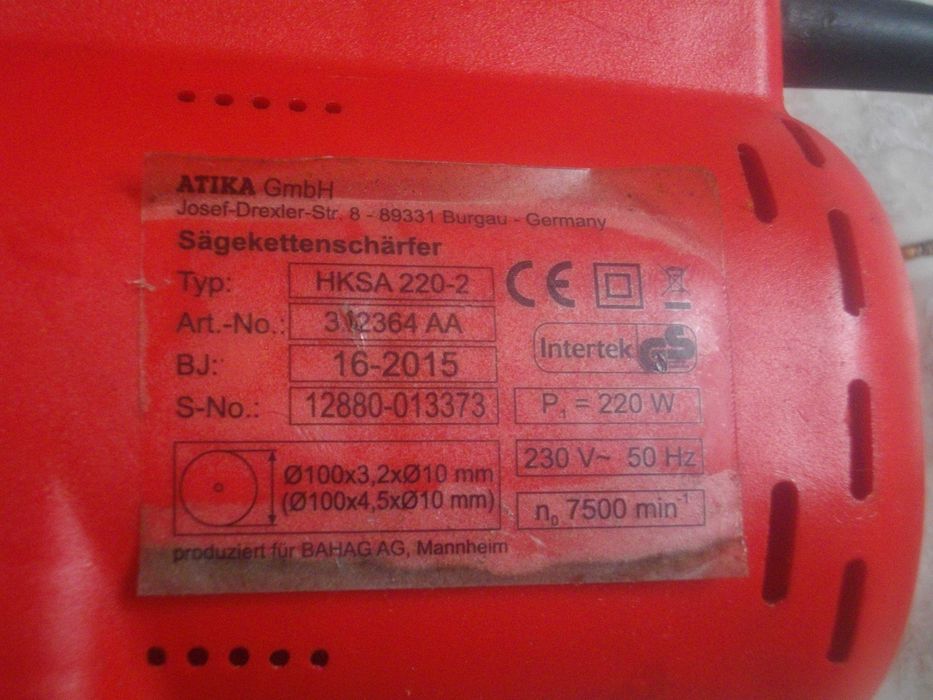 ATIKA GmbH
Josef-Drexler-Str. 8 - 89331 Burgau - Germany
Sägekettenschärfer
Typ: HKSA 220-2
Art.-No.: 312364 AA
BJ: 16-2015
S-No.: 12880-013373
CE
Intertek GS
P1 = 220 W
230 V~ 50 Hz
n0 7500 min-1
Ø100x3,2xØ10 mm
(Ø100x4,5xØ10 mm)
produziert für BAHAG AG, Mannheim